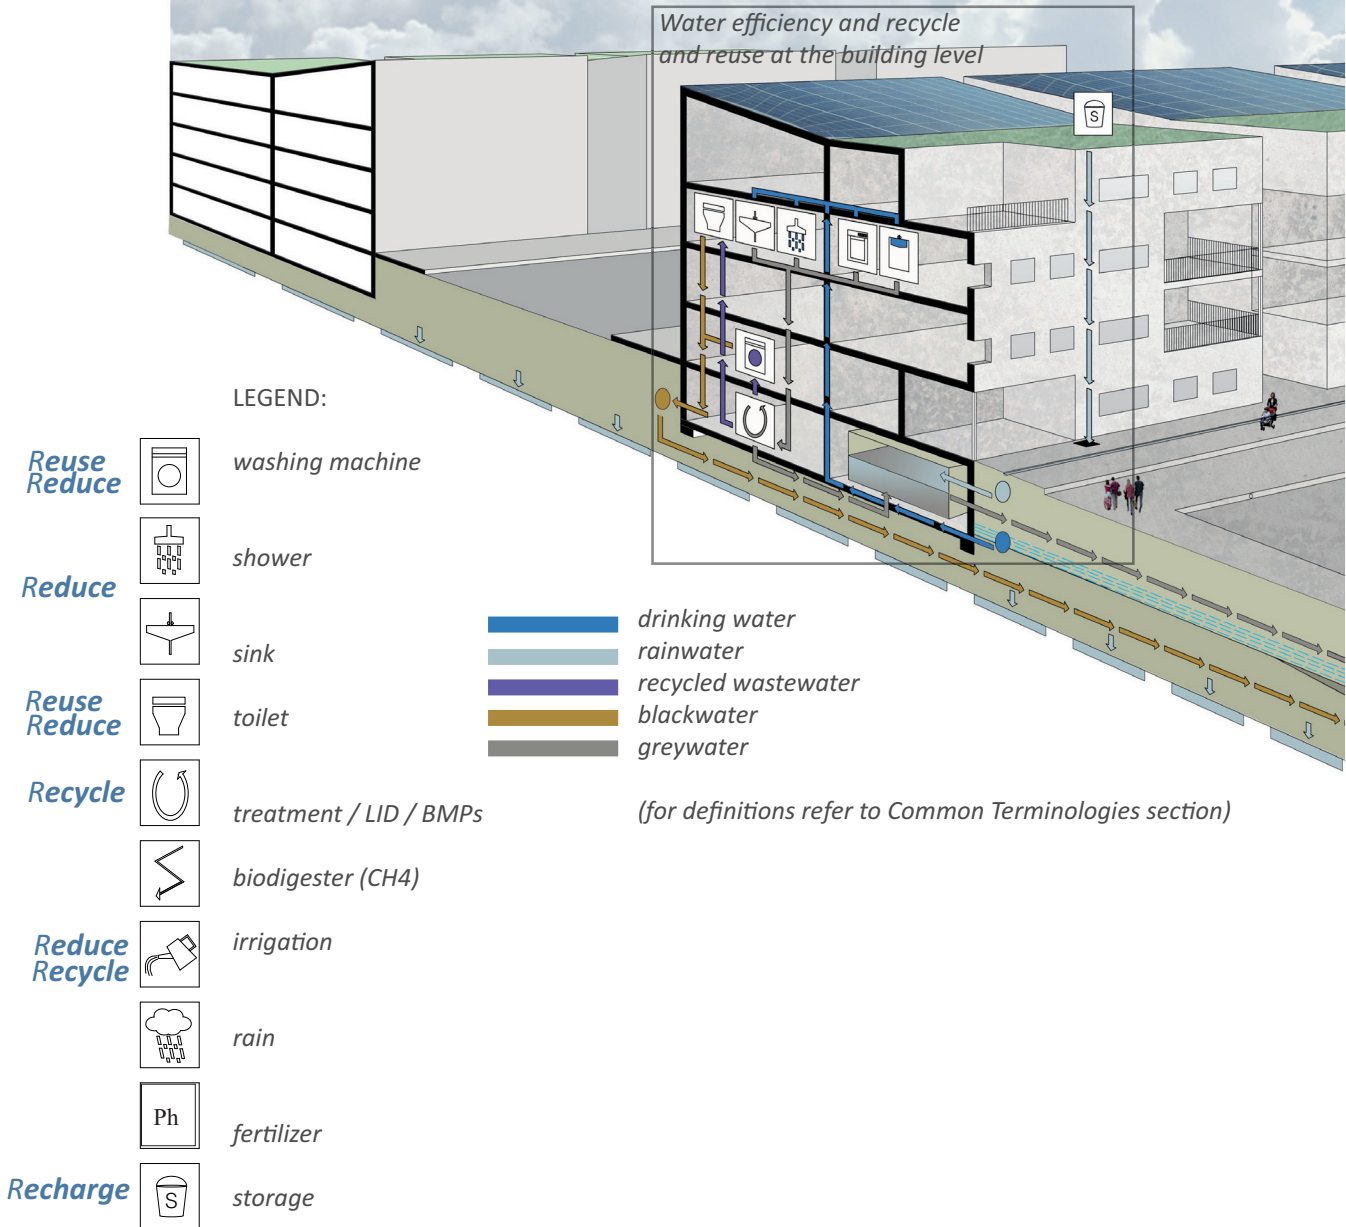 Water efficiency and recycle
and reuse at the building level
S
LEGEND:
Reuse
Reduce
washing machine
shower
Reduce
sink
Reuse
Reduce
toilet
Recycle
treatment / LID / BMPs
biodigester (CH4)
Reduce
Recycle
irrigation
rain
Ph
fertilizer
Recharge
S
storage
drinking water
rainwater
recycled wastewater
blackwater
greywater
(for definitions refer to Common Terminologies section)